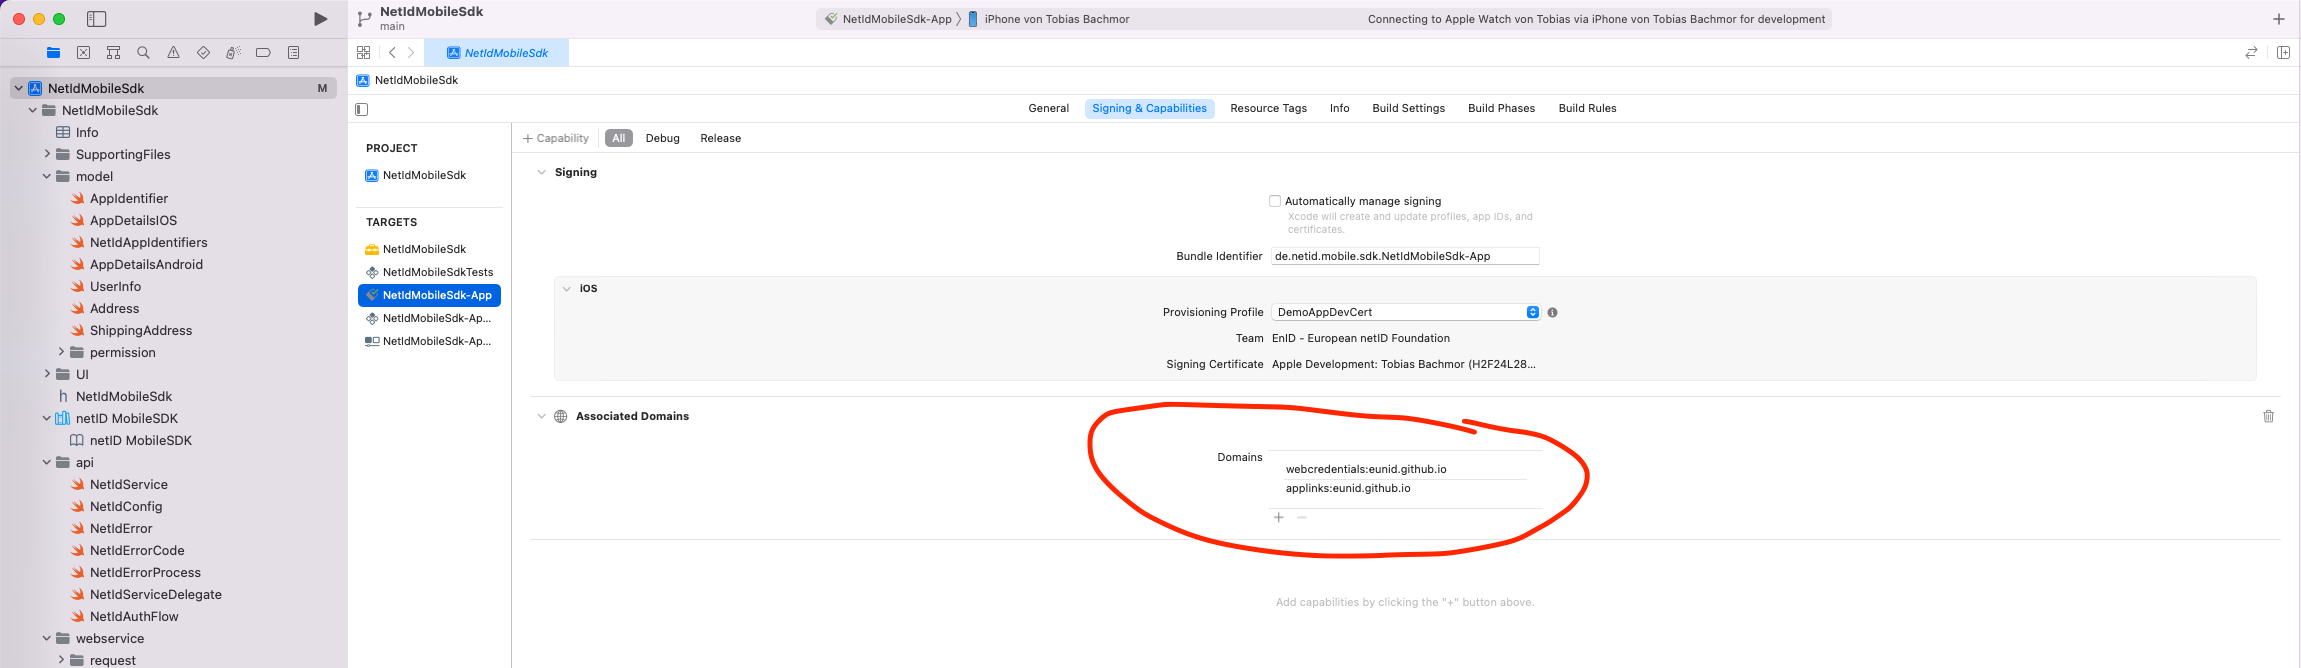 NetIdMobileSdk
main
NetIdMobileSdk-App
iPhone von Tobias Bachmor
Connecting to Apple Watch von Tobias via iPhone von Tobias Bachmor for development
NetIdMobileSdk
NetIdMobileSdk
NetIdMobileSdk M
NetIdMobileSdk
Info
SupportingFiles
model
AppIdentifier
AppDetailsIOS
NetIdAppIdentifiers
AppDetailsAndroid
UserInfo
Address
ShippingAddress
permission
UI
NetIdMobileSdk
netID MobileSDK
netID MobileSDK
api
NetIdService
NetIdConfig
NetIdError
NetIdErrorCode
NetIdErrorProcess
NetIdServiceDelegate
NetIdAuthFlow
webservice
request
General Signing & Capabilities Resource Tags Info Build Settings Build Phases Build Rules
PROJECT
NetIdMobileSdk
TARGETS
NetIdMobileSdk
NetIdMobileSdkTests
NetIdMobileSdk-App
NetIdMobileSdk-Ap...
NetIdMobileSdk-Ap...
+ Capability All Debug Release
Signing
Automatically manage signing
Xcode will create and update profiles, app IDs, and
certificates.
Bundle Identifier de.netid.mobile.sdk.NetIdMobileSdk-App
iOS
Provisioning Profile DemoAppDevCert
Team EnID - European netID Foundation
Signing Certificate Apple Development: Tobias Bachmor (H2F24L28...
Associated Domains
Domains
webcredentials:eunid.github.io
applinks:eunid.github.io
Add capabilities by clicking the "+" button above.